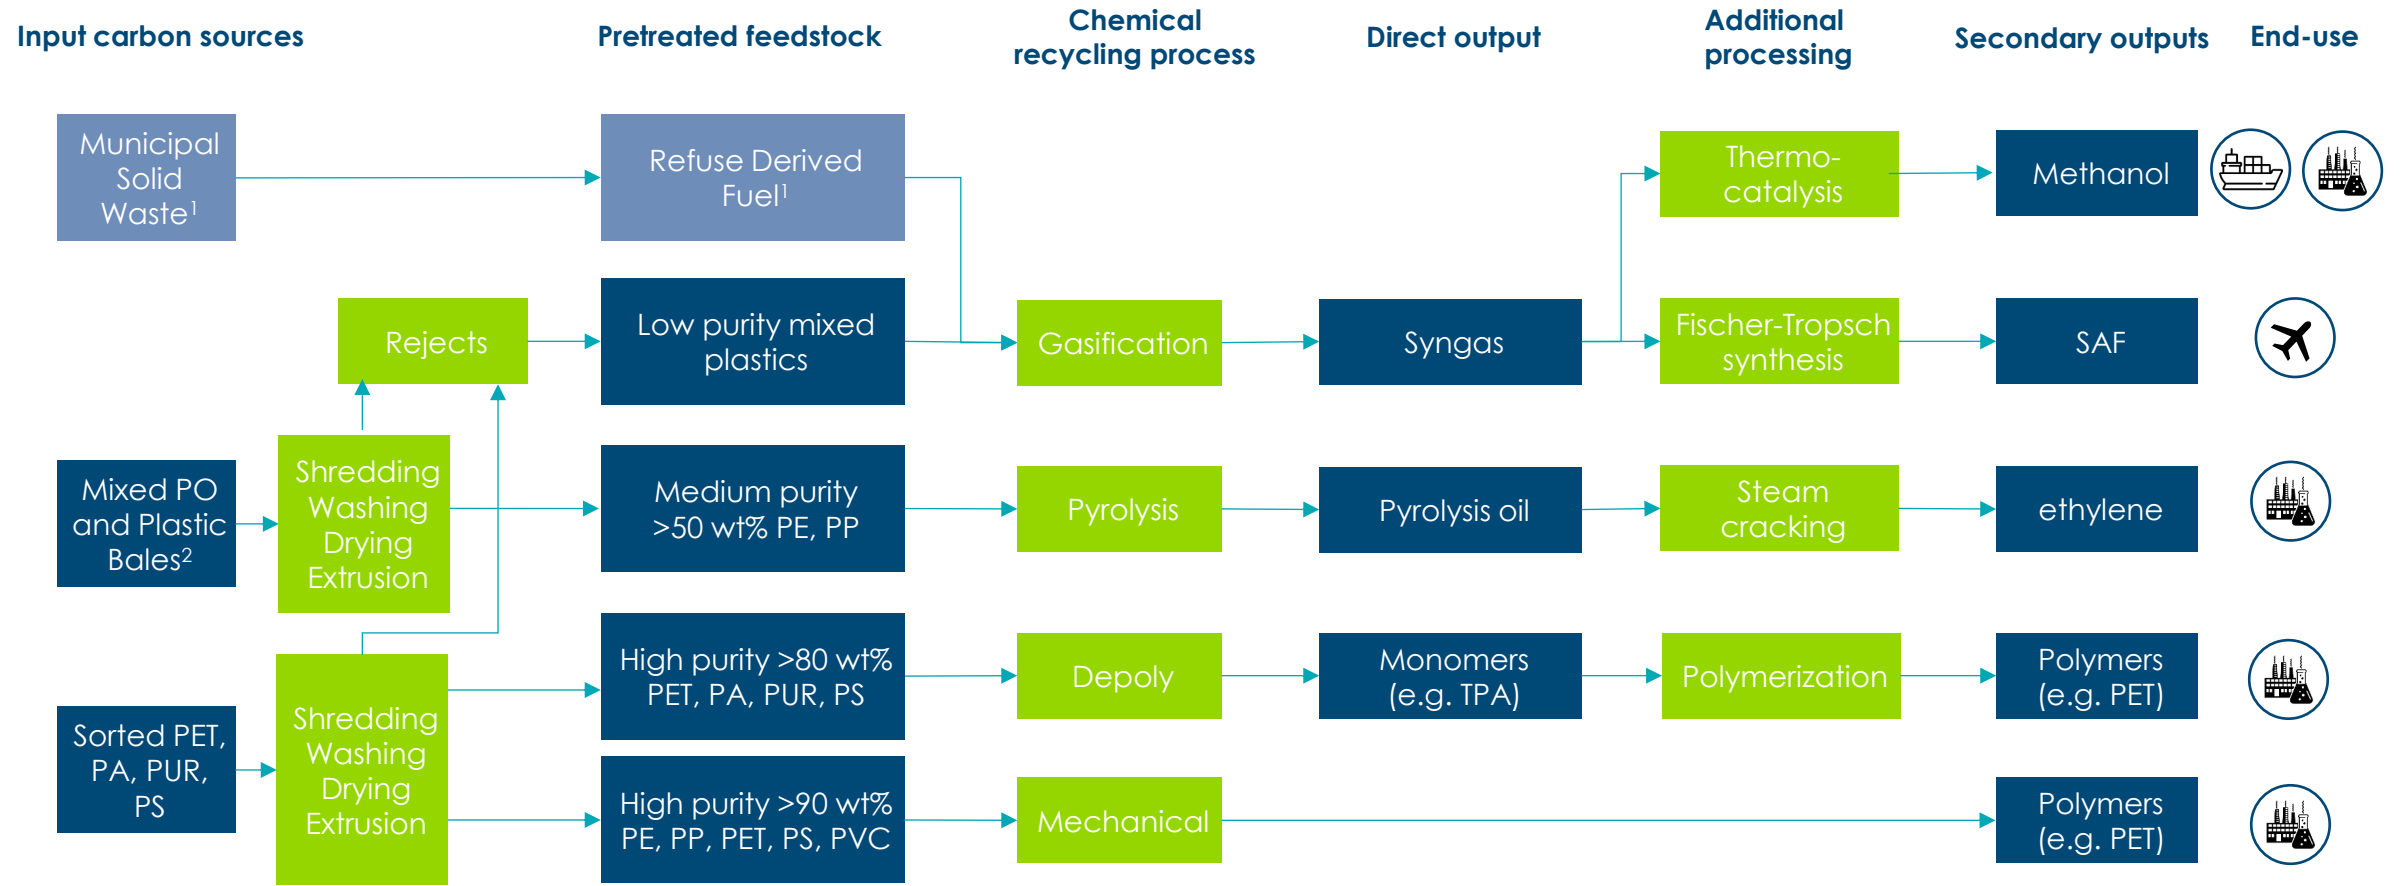 Input carbon sources
Pretreated feedstock
Chemical
recycling process
Direct output
Additional
processing
Secondary outputs
End-use
Municipal
Solid
Waste¹
Refuse Derived
Fuel¹
Thermo-
catalysis
Methanol
Rejects
Low purity mixed
plastics
Gasification
Syngas
Fischer-Tropsch
synthesis
SAF
Mixed PO
and Plastic
Bales²
Shredding
Washing
Drying
Extrusion
Medium purity
>50 wt% PE, PP
Pyrolysis
Pyrolysis oil
Steam
cracking
ethylene
Sorted PET,
PA, PUR,
PS
Shredding
Washing
Drying
Extrusion
High purity >80 wt%
PET, PA, PUR, PS
Depoly
Monomers
(e.g. TPA)
Polymerization
Polymers
(e.g. PET)
High purity >90 wt%
PE, PP, PET, PS, PVC
Mechanical
Polymers
(e.g. PET)